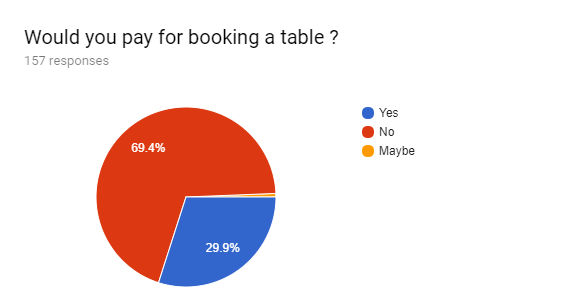 Would you pay for booking a table ?
157 responses
Yes
No
Maybe
69.4%
29.9%